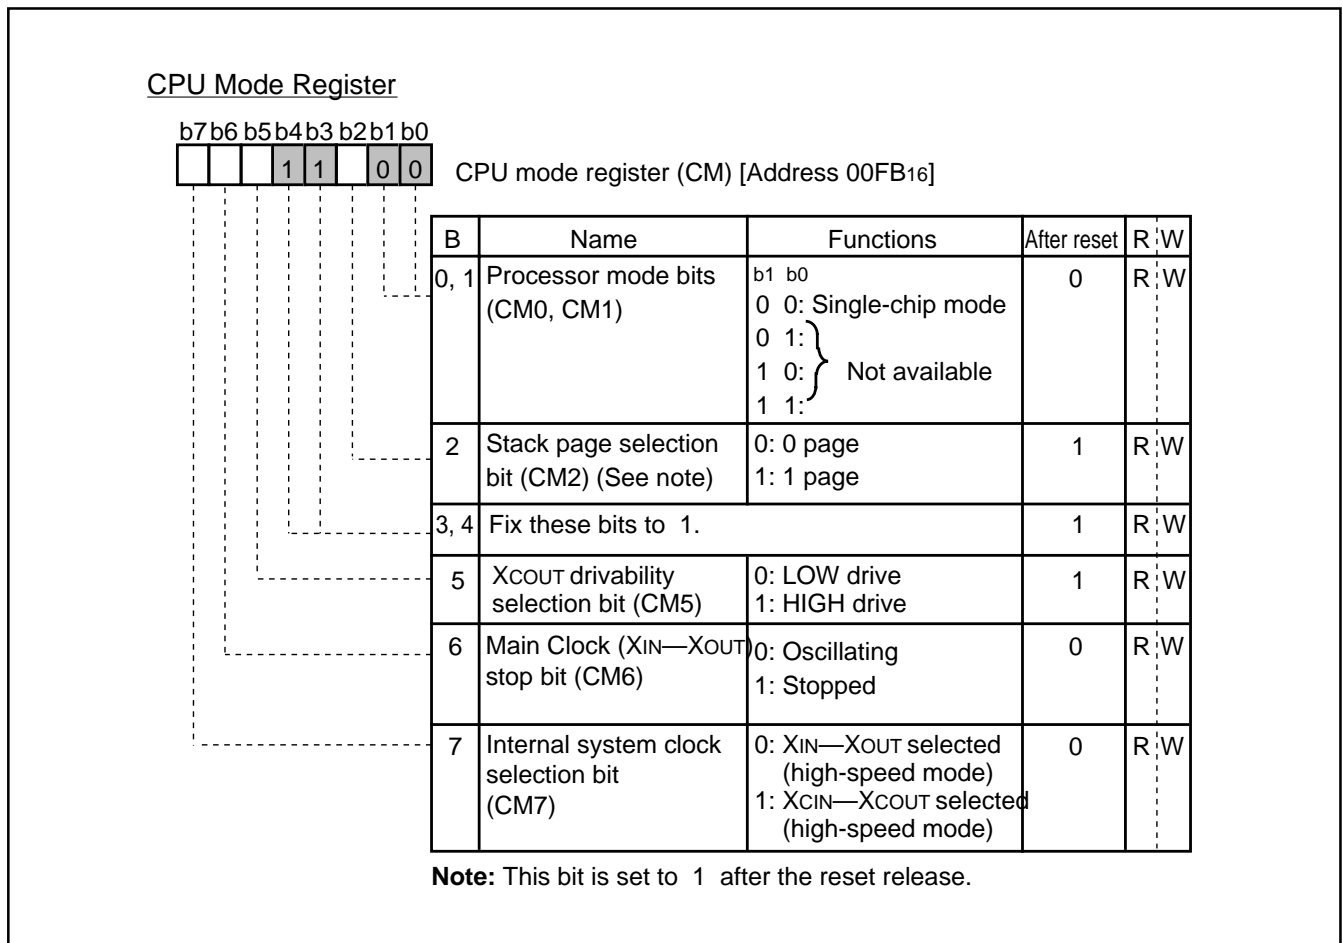 CPU Mode Register
b7 b6 b5 b4 b3 b2 b1 b0
1 1 0 0
CPU mode register (CM) [Address 00FB16]
B Name Functions After reset R W
0, 1 Processor mode bits (CM0, CM1)
b1 b0
0 0: Single-chip mode
0 1:
1 0: Not available
1 1:
0 R W
2 Stack page selection bit (CM2) (See note)
0: 0 page
1: 1 page
1 R W
3, 4 Fix these bits to 1. 1 R W
5 XCOUT drivability selection bit (CM5)
0: LOW drive
1: HIGH drive
1 R W
6 Main Clock (XIN—XOUT) stop bit (CM6)
0: Oscillating
1: Stopped
0 R W
7 Internal system clock selection bit (CM7)
0: XIN—XOUT selected
(high-speed mode)
1: XCIN—XCOUT selected
(high-speed mode)
0 R W
Note: This bit is set to 1 after the reset release.